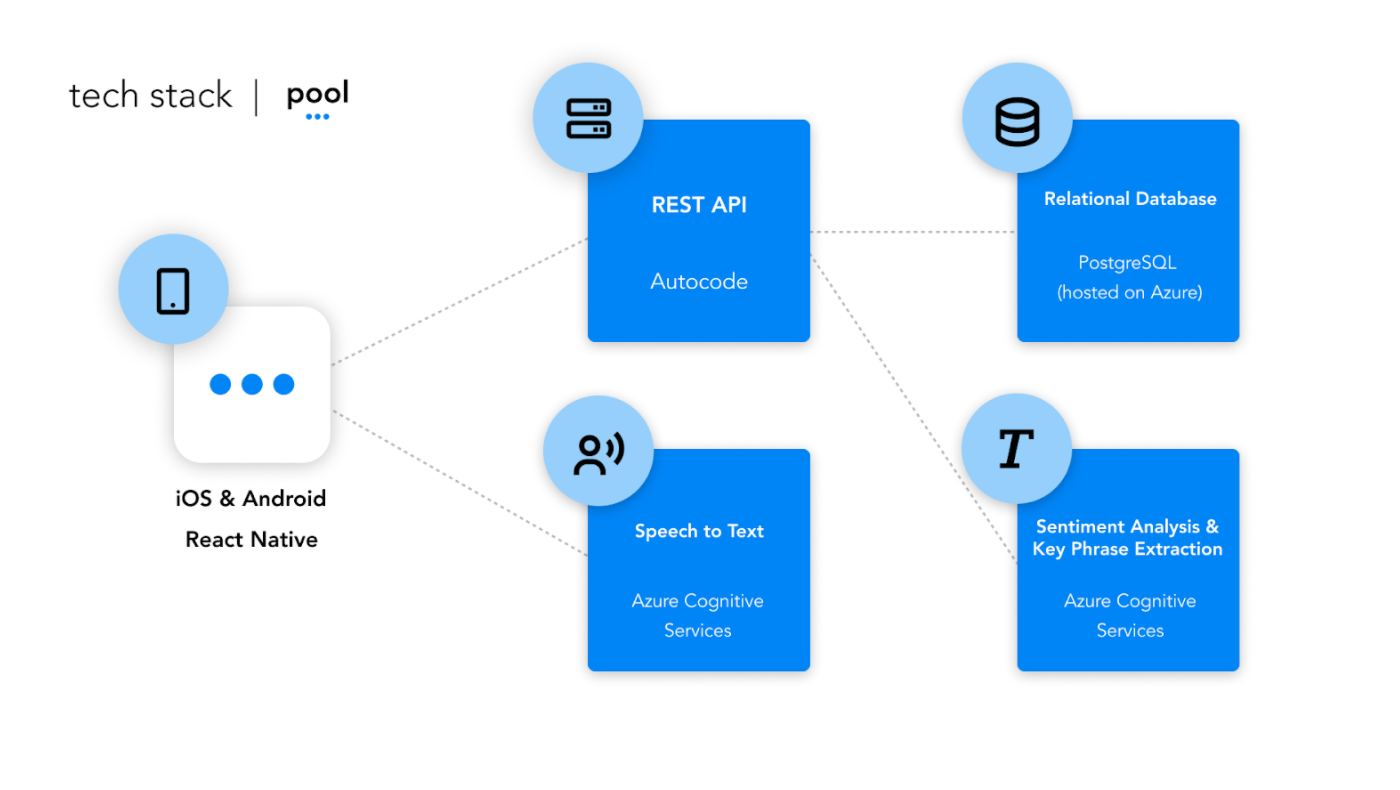 tech stack | pool
REST API
Autocode
Relational Database
PostgreSQL
(hosted on Azure)
iOS & Android
React Native
Speech to Text
Azure Cognitive
Services
T
Sentiment Analysis &
Key Phrase Extraction
Azure Cognitive
Services